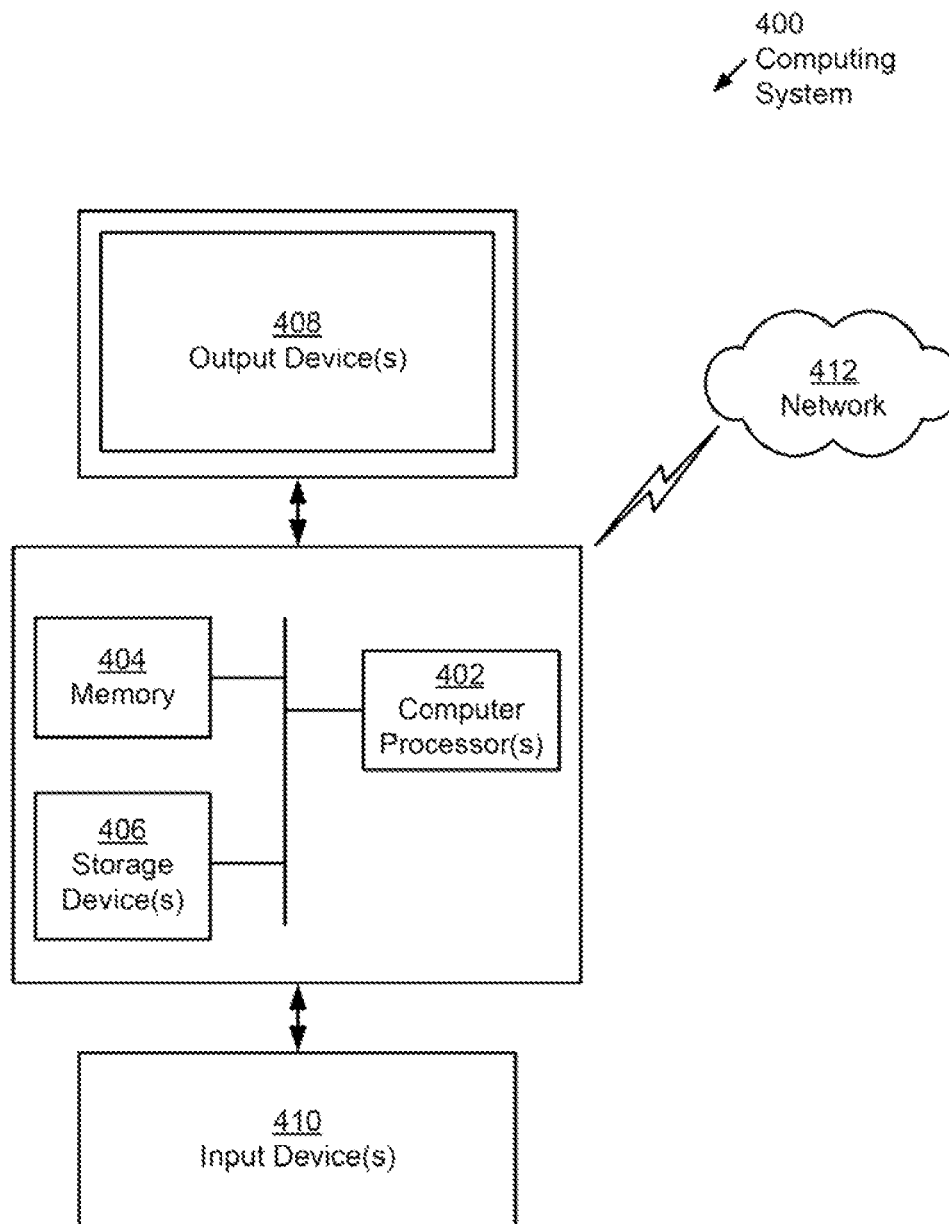 400
Computing
System
408
Output Device(s)
412
Network
404
Memory
402
Computer
Processor(s)
406
Storage
Device(s)
410
Input Device(s)